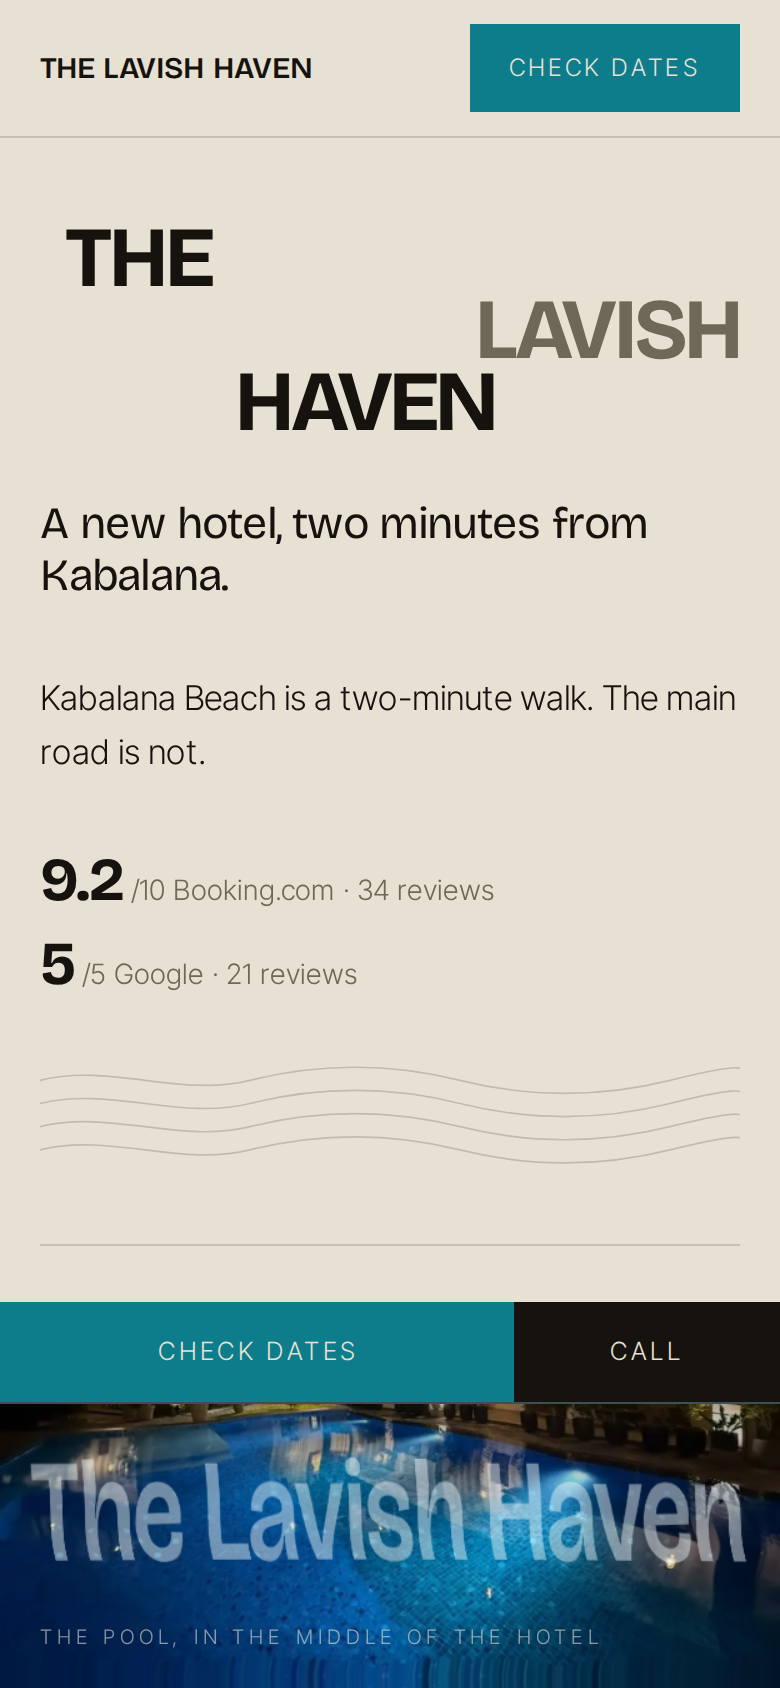 THE LAVISH HAVEN
CHECK DATES
THE
LAVISH
HAVEN
A new hotel, two minutes from
Kabalana.
Kabalana Beach is a two-minute walk. The main
road is not.
9.2 /10 Booking.com · 34 reviews
5 /5 Google · 21 reviews
CHECK DATES
CALL
The Lavish Haven
THE POOL, IN THE MIDDLE OF THE HOTEL